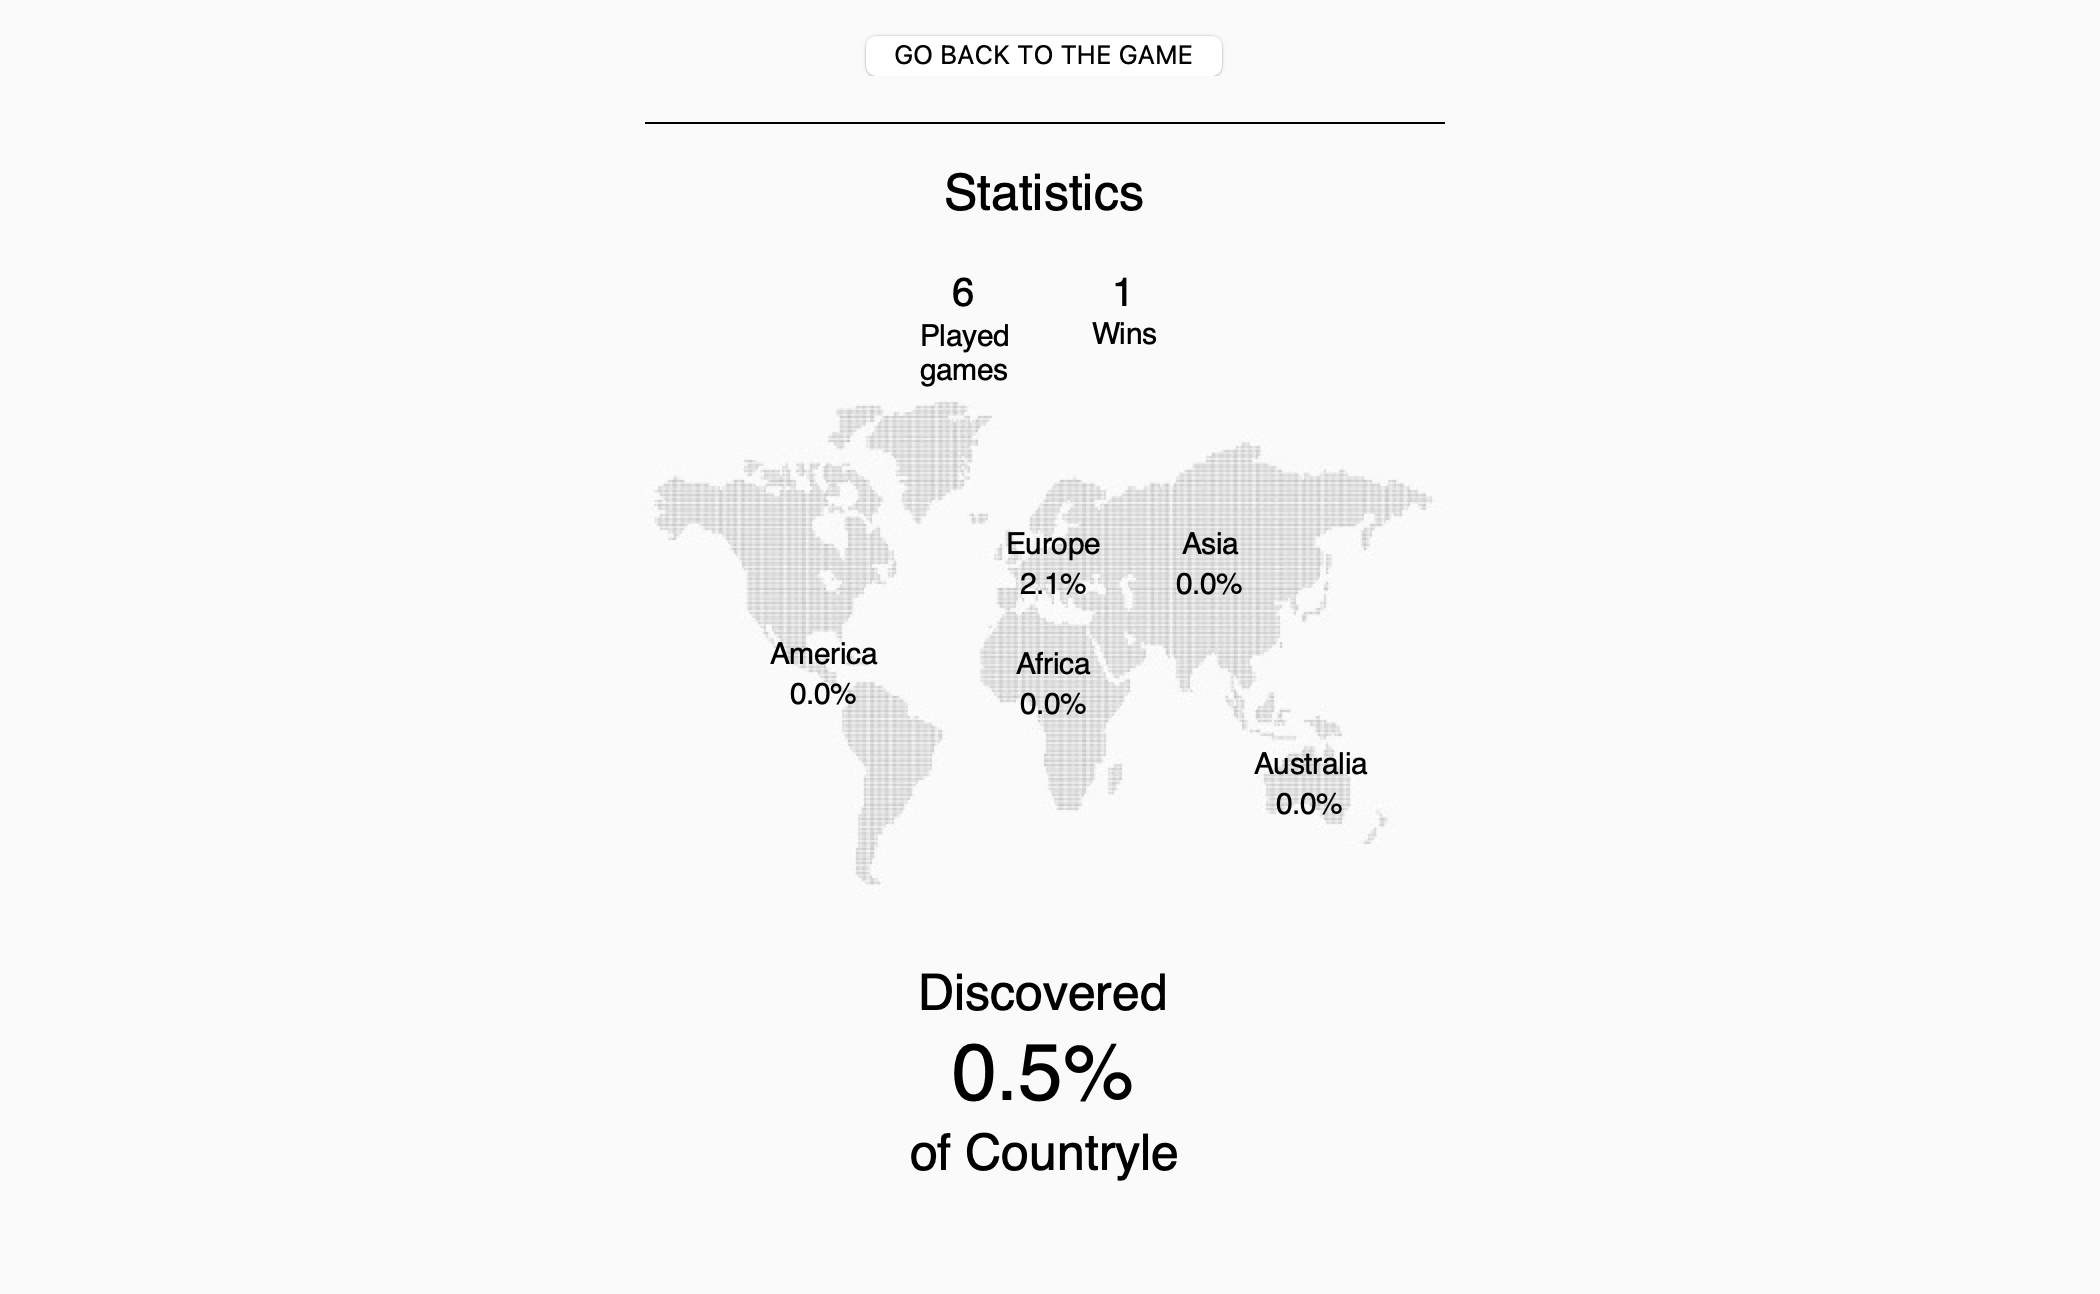 GO BACK TO THE GAME
Statistics
6
Played
games
1
Wins
Europe
2.1%
Asia
0.0%
America
0.0%
Africa
0.0%
Australia
0.0%
Discovered
0.5%
of Countryle